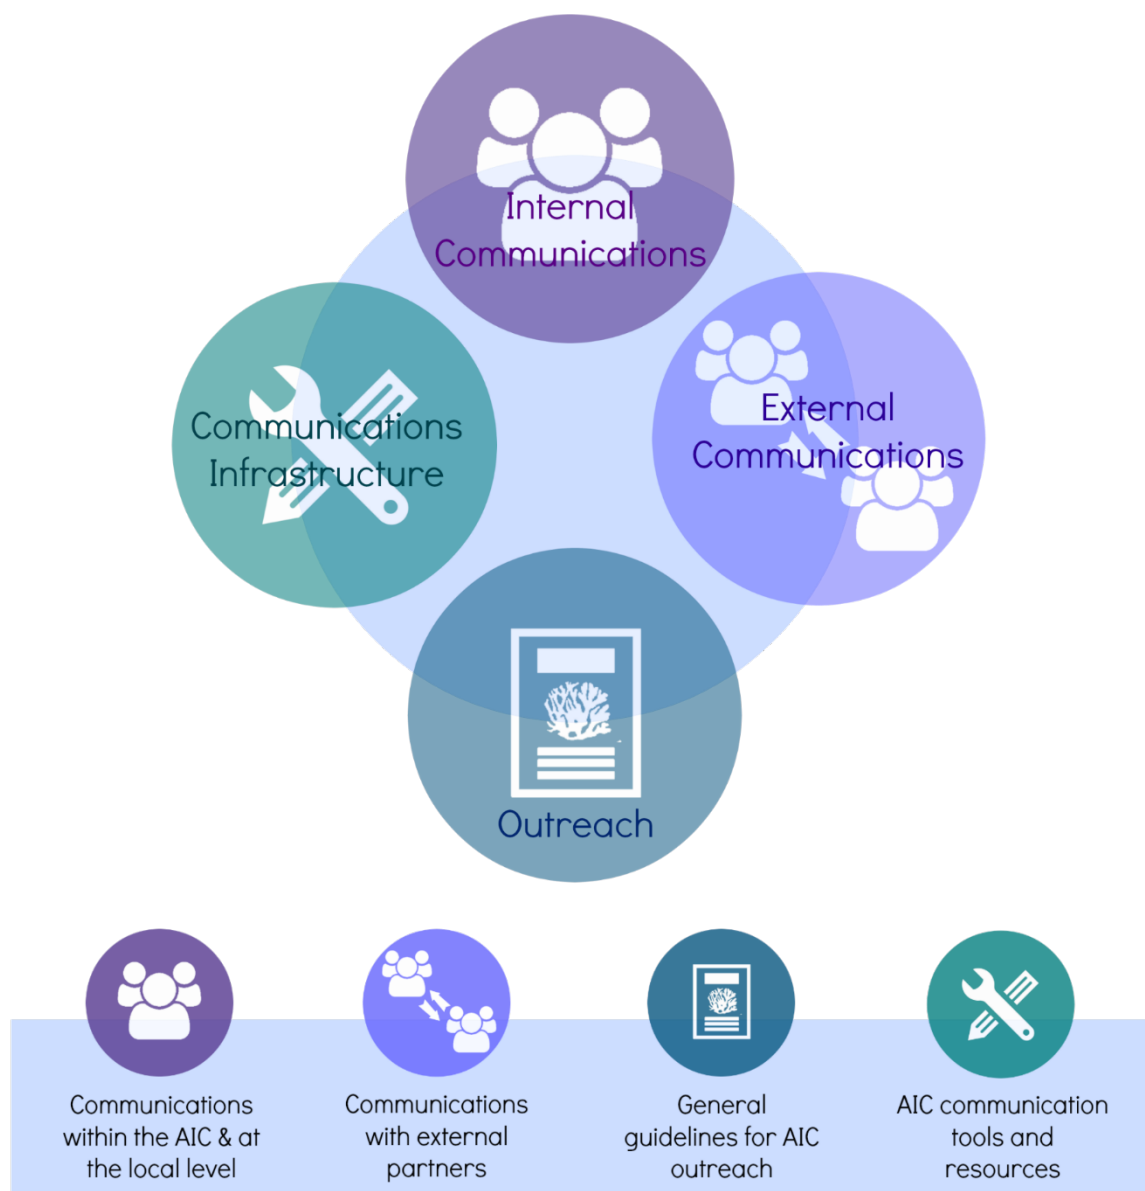 Internal
Communications
Communications
Infrastructure
External
Communications
Outreach
Communications
within the AIC & at
the local level
Communications
with external
partners
General
guidelines for AIC
outreach
AIC communication
tools and
resources